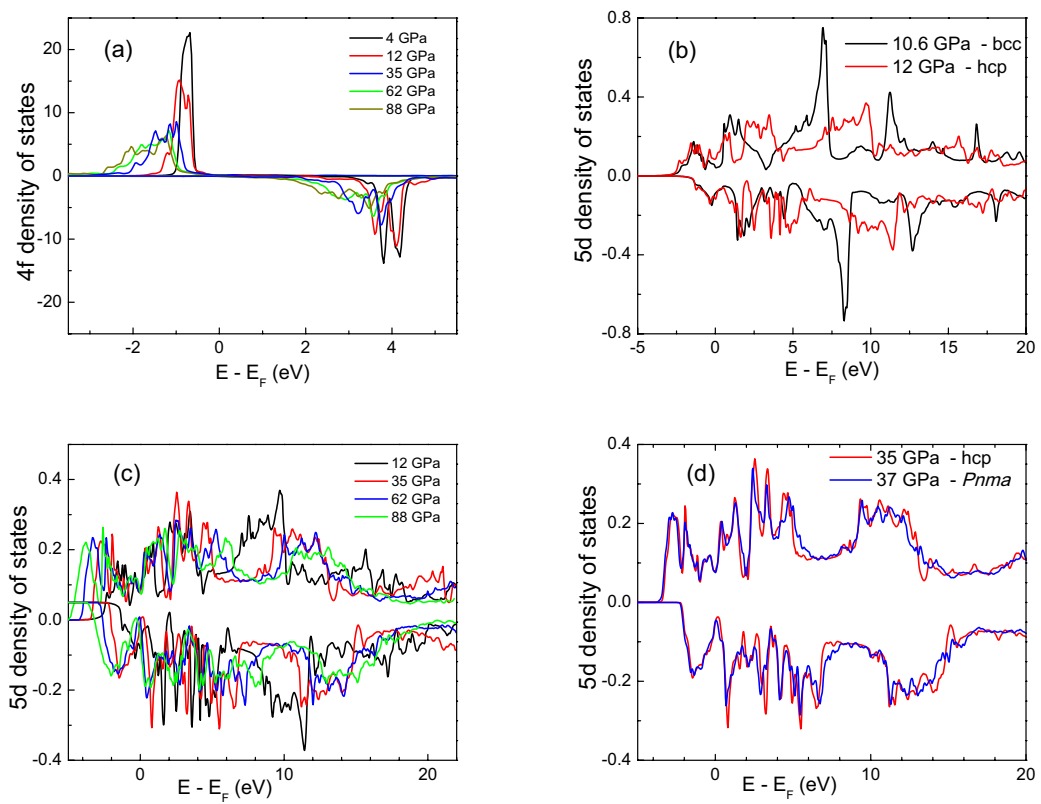 (a)
4 GPa
12 GPa
35 GPa
62 GPa
88 GPa
20
10
0
-10
-20
4f density of states
-2
0
2
4
E - E_F (eV)
(b)
10.6 GPa - bcc
12 GPa - hcp
0.8
0.4
0.0
-0.4
-0.8
5d density of states
-5
0
5
10
15
20
E - E_F (eV)
(c)
12 GPa
35 GPa
62 GPa
88 GPa
0.4
0.2
0.0
-0.2
-0.4
5d density of states
0
10
20
E - E_F (eV)
(d)
35 GPa - hcp
37 GPa - Pnma
0.4
0.2
0.0
-0.2
-0.4
5d density of states
0
5
10
15
20
E - E_F (eV)